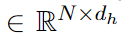 ∈ ℝ^{N×d_h}